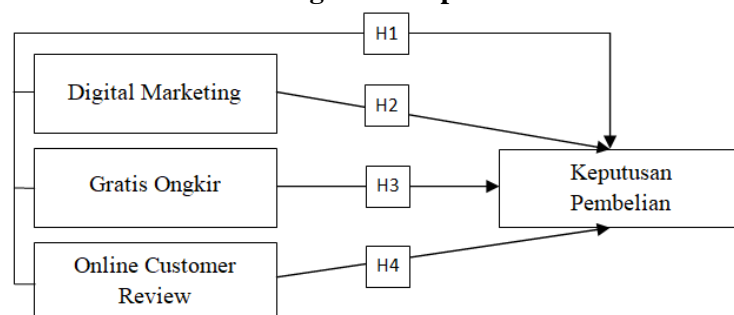 H1
Digital Marketing
H2
Gratis Ongkir
H3
Keputusan
Pembelian
Online Customer
Review
H4